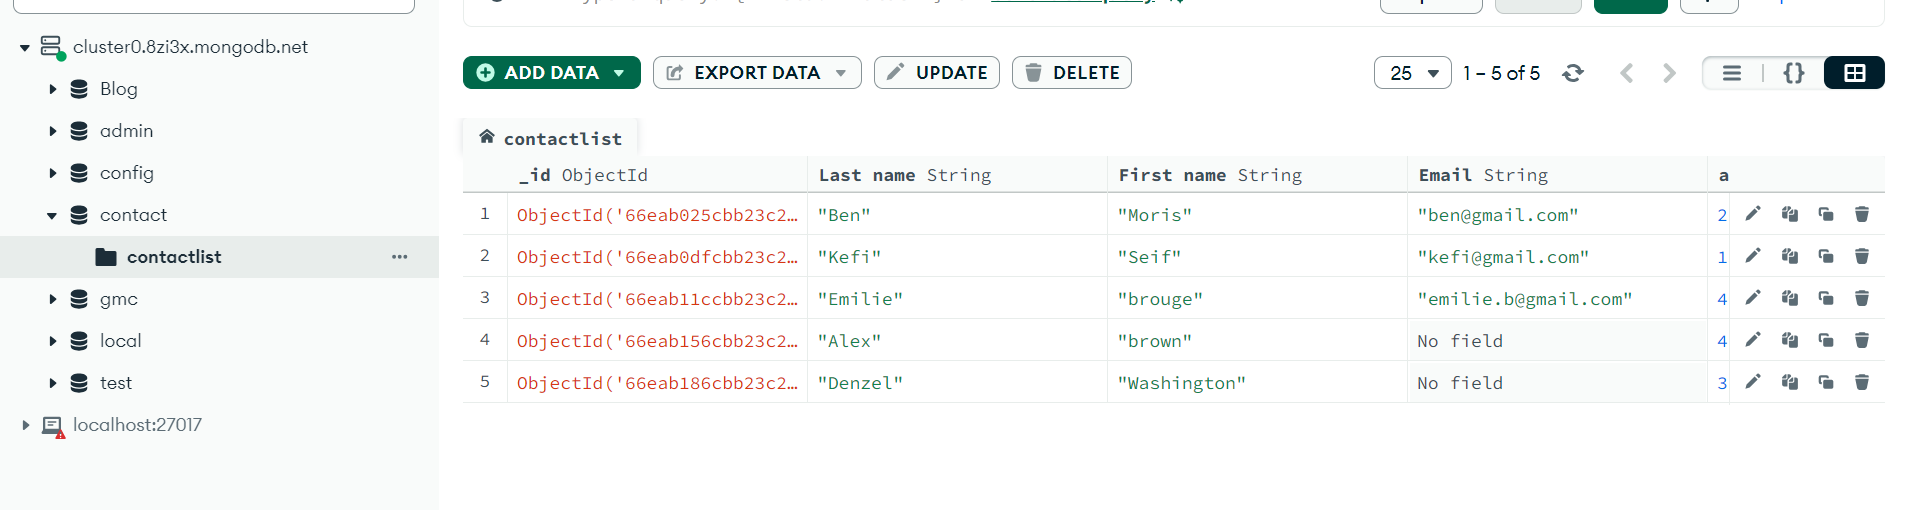 cluster0.8zi3x.mongodb.net
Blog
admin
config
contact
contactlist
gmc
local
test
localhost:27017
ADD DATA
EXPORT DATA
UPDATE
DELETE
25
1 – 5 of 5
{}
contactlist
_id ObjectId Last name String First name String Email String a
1 ObjectId('66eab025cbb23c2… "Ben" "Moris" "ben@gmail.com" 2
2 ObjectId('66eab0dfcbb23c2… "Kefi" "Seif" "kefi@gmail.com" 1
3 ObjectId('66eab11ccbb23c2… "Emilie" "brouge" "emilie.b@gmail.com" 4
4 ObjectId('66eab156cbb23c2… "Alex" "brown" No field 4
5 ObjectId('66eab186cbb23c2… "Denzel" "Washington" No field 3